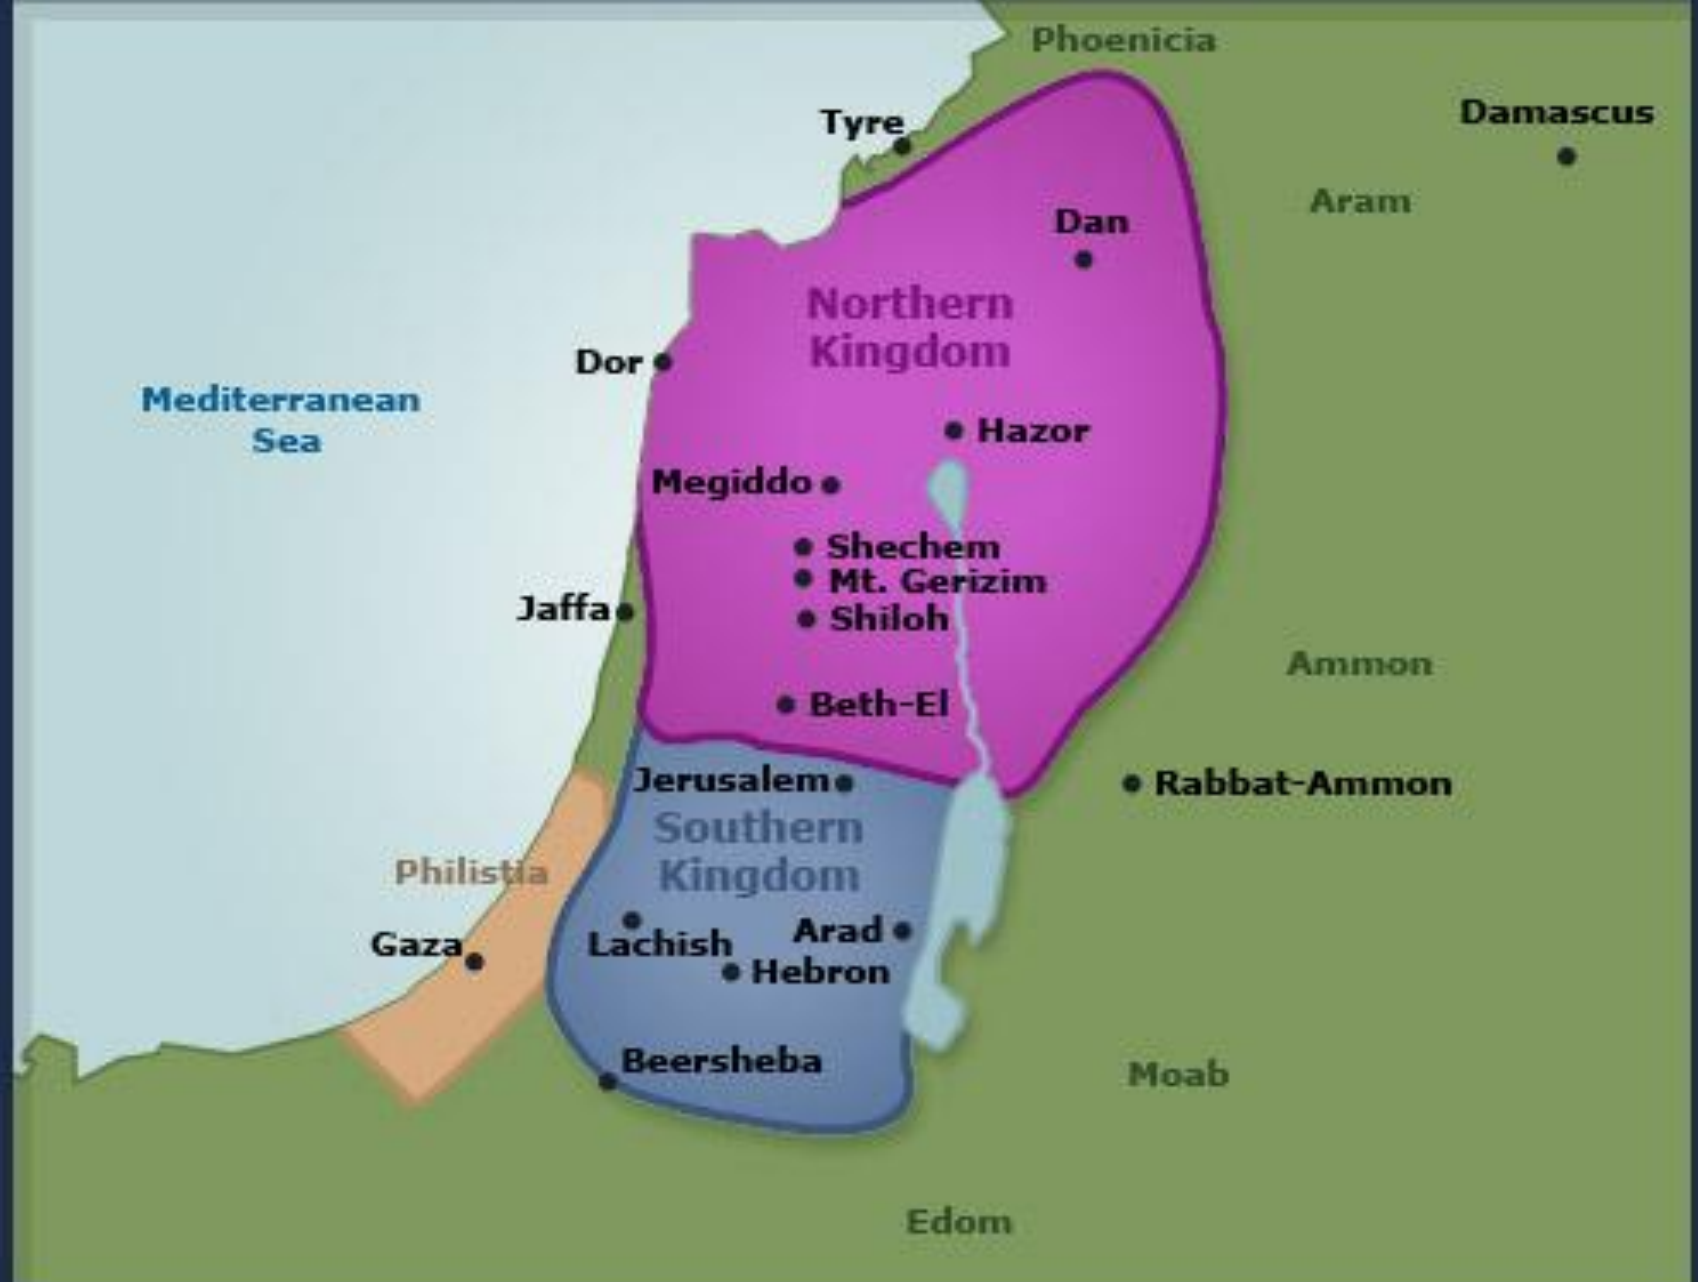 Phoenicia
Damascus
Tyre
Aram
Dan
Northern
Kingdom
Dor
Mediterranean
Sea
Hazor
Megiddo
Shechem
Mt. Gerizim
Jaffa
Shiloh
Ammon
Beth-El
Jerusalem
Rabbat-Ammon
Southern
Kingdom
Philistia
Arad
Gaza
Lachish
Hebron
Beersheba
Moab
Edom